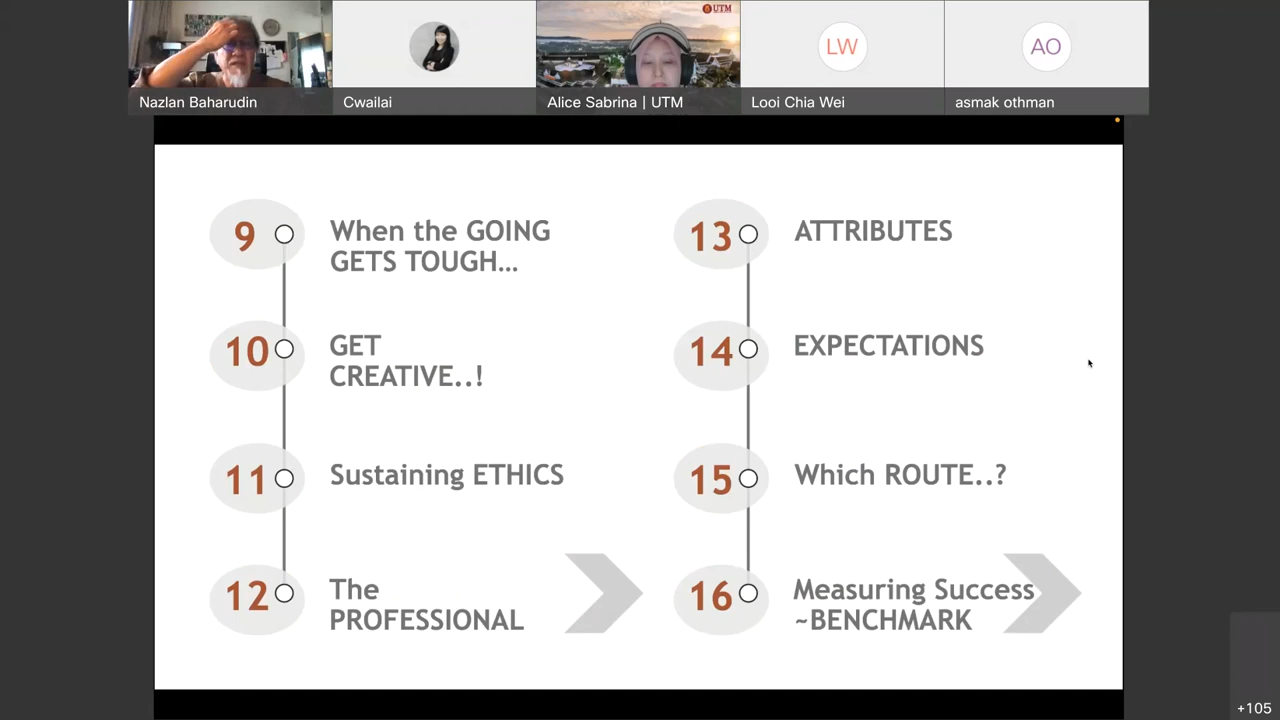 UTM
Nazlan Baharudin
Cwailai
Alice Sabrina | UTM
LW
Looi Chia Wei
AO
asmak othman
9
When the GOING
GETS TOUGH...
10
GET
CREATIVE..!
11
Sustaining ETHICS
12
The
PROFESSIONAL
13
ATTRIBUTES
14
EXPECTATIONS
15
Which ROUTE..?
16
Measuring Success
~BENCHMARK
+105